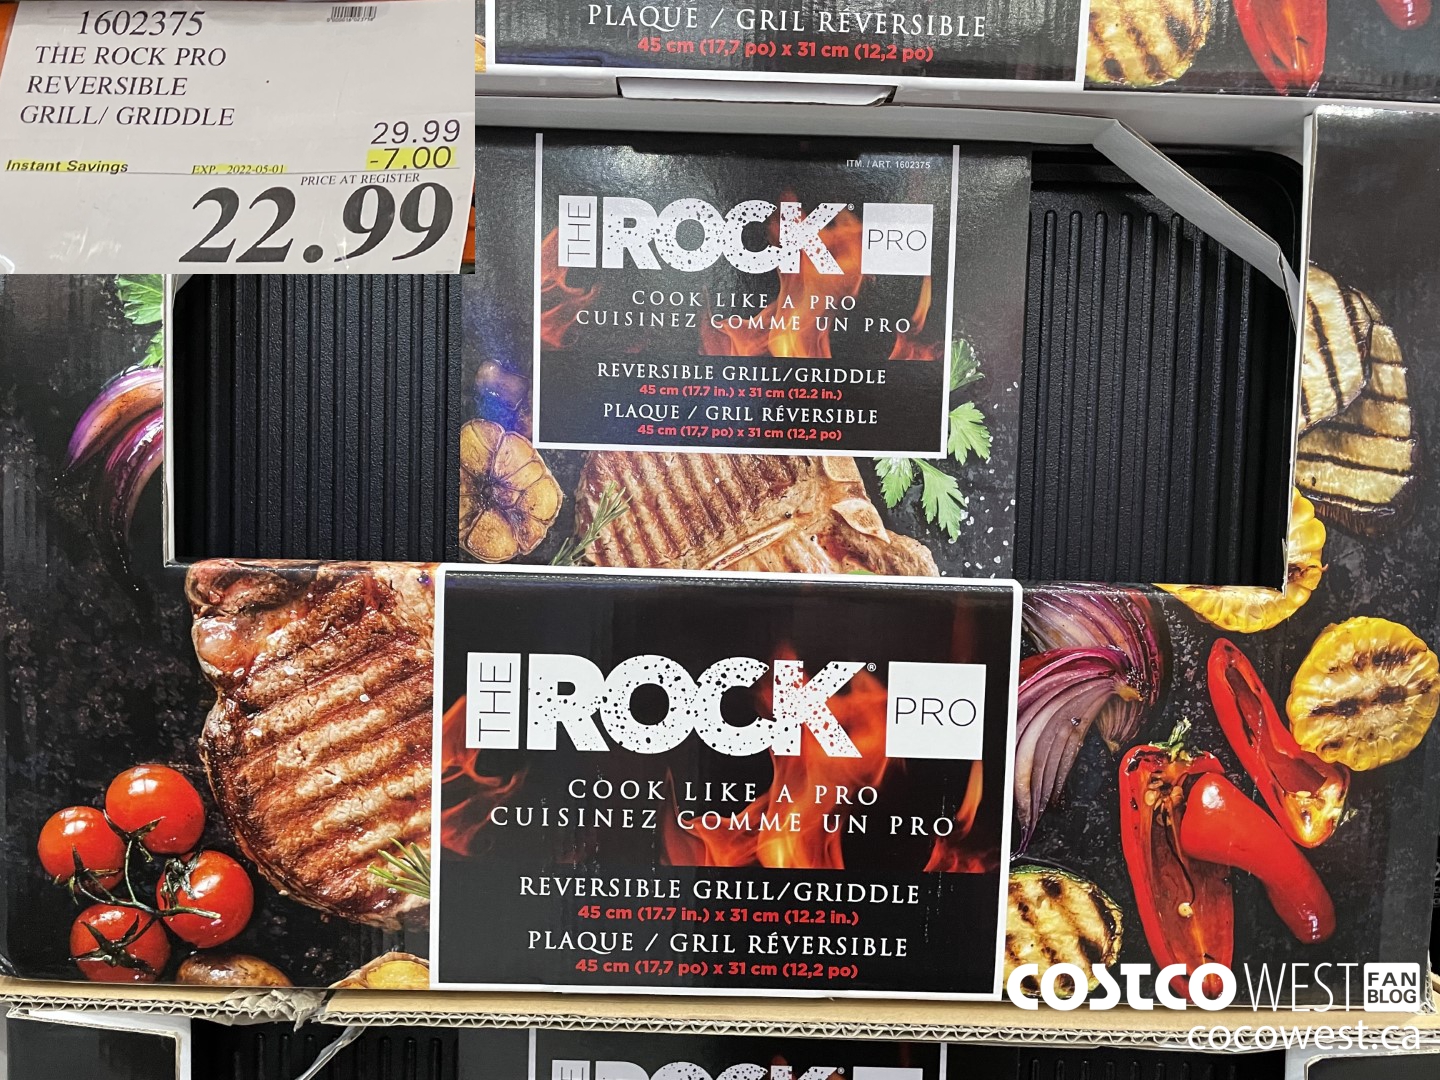 1602375
THE ROCK PRO
REVERSIBLE
GRILL/ GRIDDLE
29.99
-7.00
Instant Savings
EXP. 2022-05-01
PRICE AT REGISTER
22.99
PLAQUE / GRIL RÉVERSIBLE
45 cm (17,7 po) x 31 cm (12,2 po)
ITM. / ART. 1602375
THE ROCK® PRO
COOK LIKE A PRO
CUISINEZ COMME UN PRO
REVERSIBLE GRILL/GRIDDLE
45 cm (17.7 in.) x 31 cm (12.2 in.)
PLAQUE / GRIL RÉVERSIBLE
45 cm (17,7 po) x 31 cm (12,2 po)
THE ROCK® PRO
COOK LIKE A PRO
CUISINEZ COMME UN PRO
REVERSIBLE GRILL/GRIDDLE
45 cm (17.7 in.) x 31 cm (12.2 in.)
PLAQUE / GRIL RÉVERSIBLE
45 cm (17,7 po) x 31 cm (12,2 po)
COSTCO WEST FAN BLOG
cocowest.ca
THE ROCK